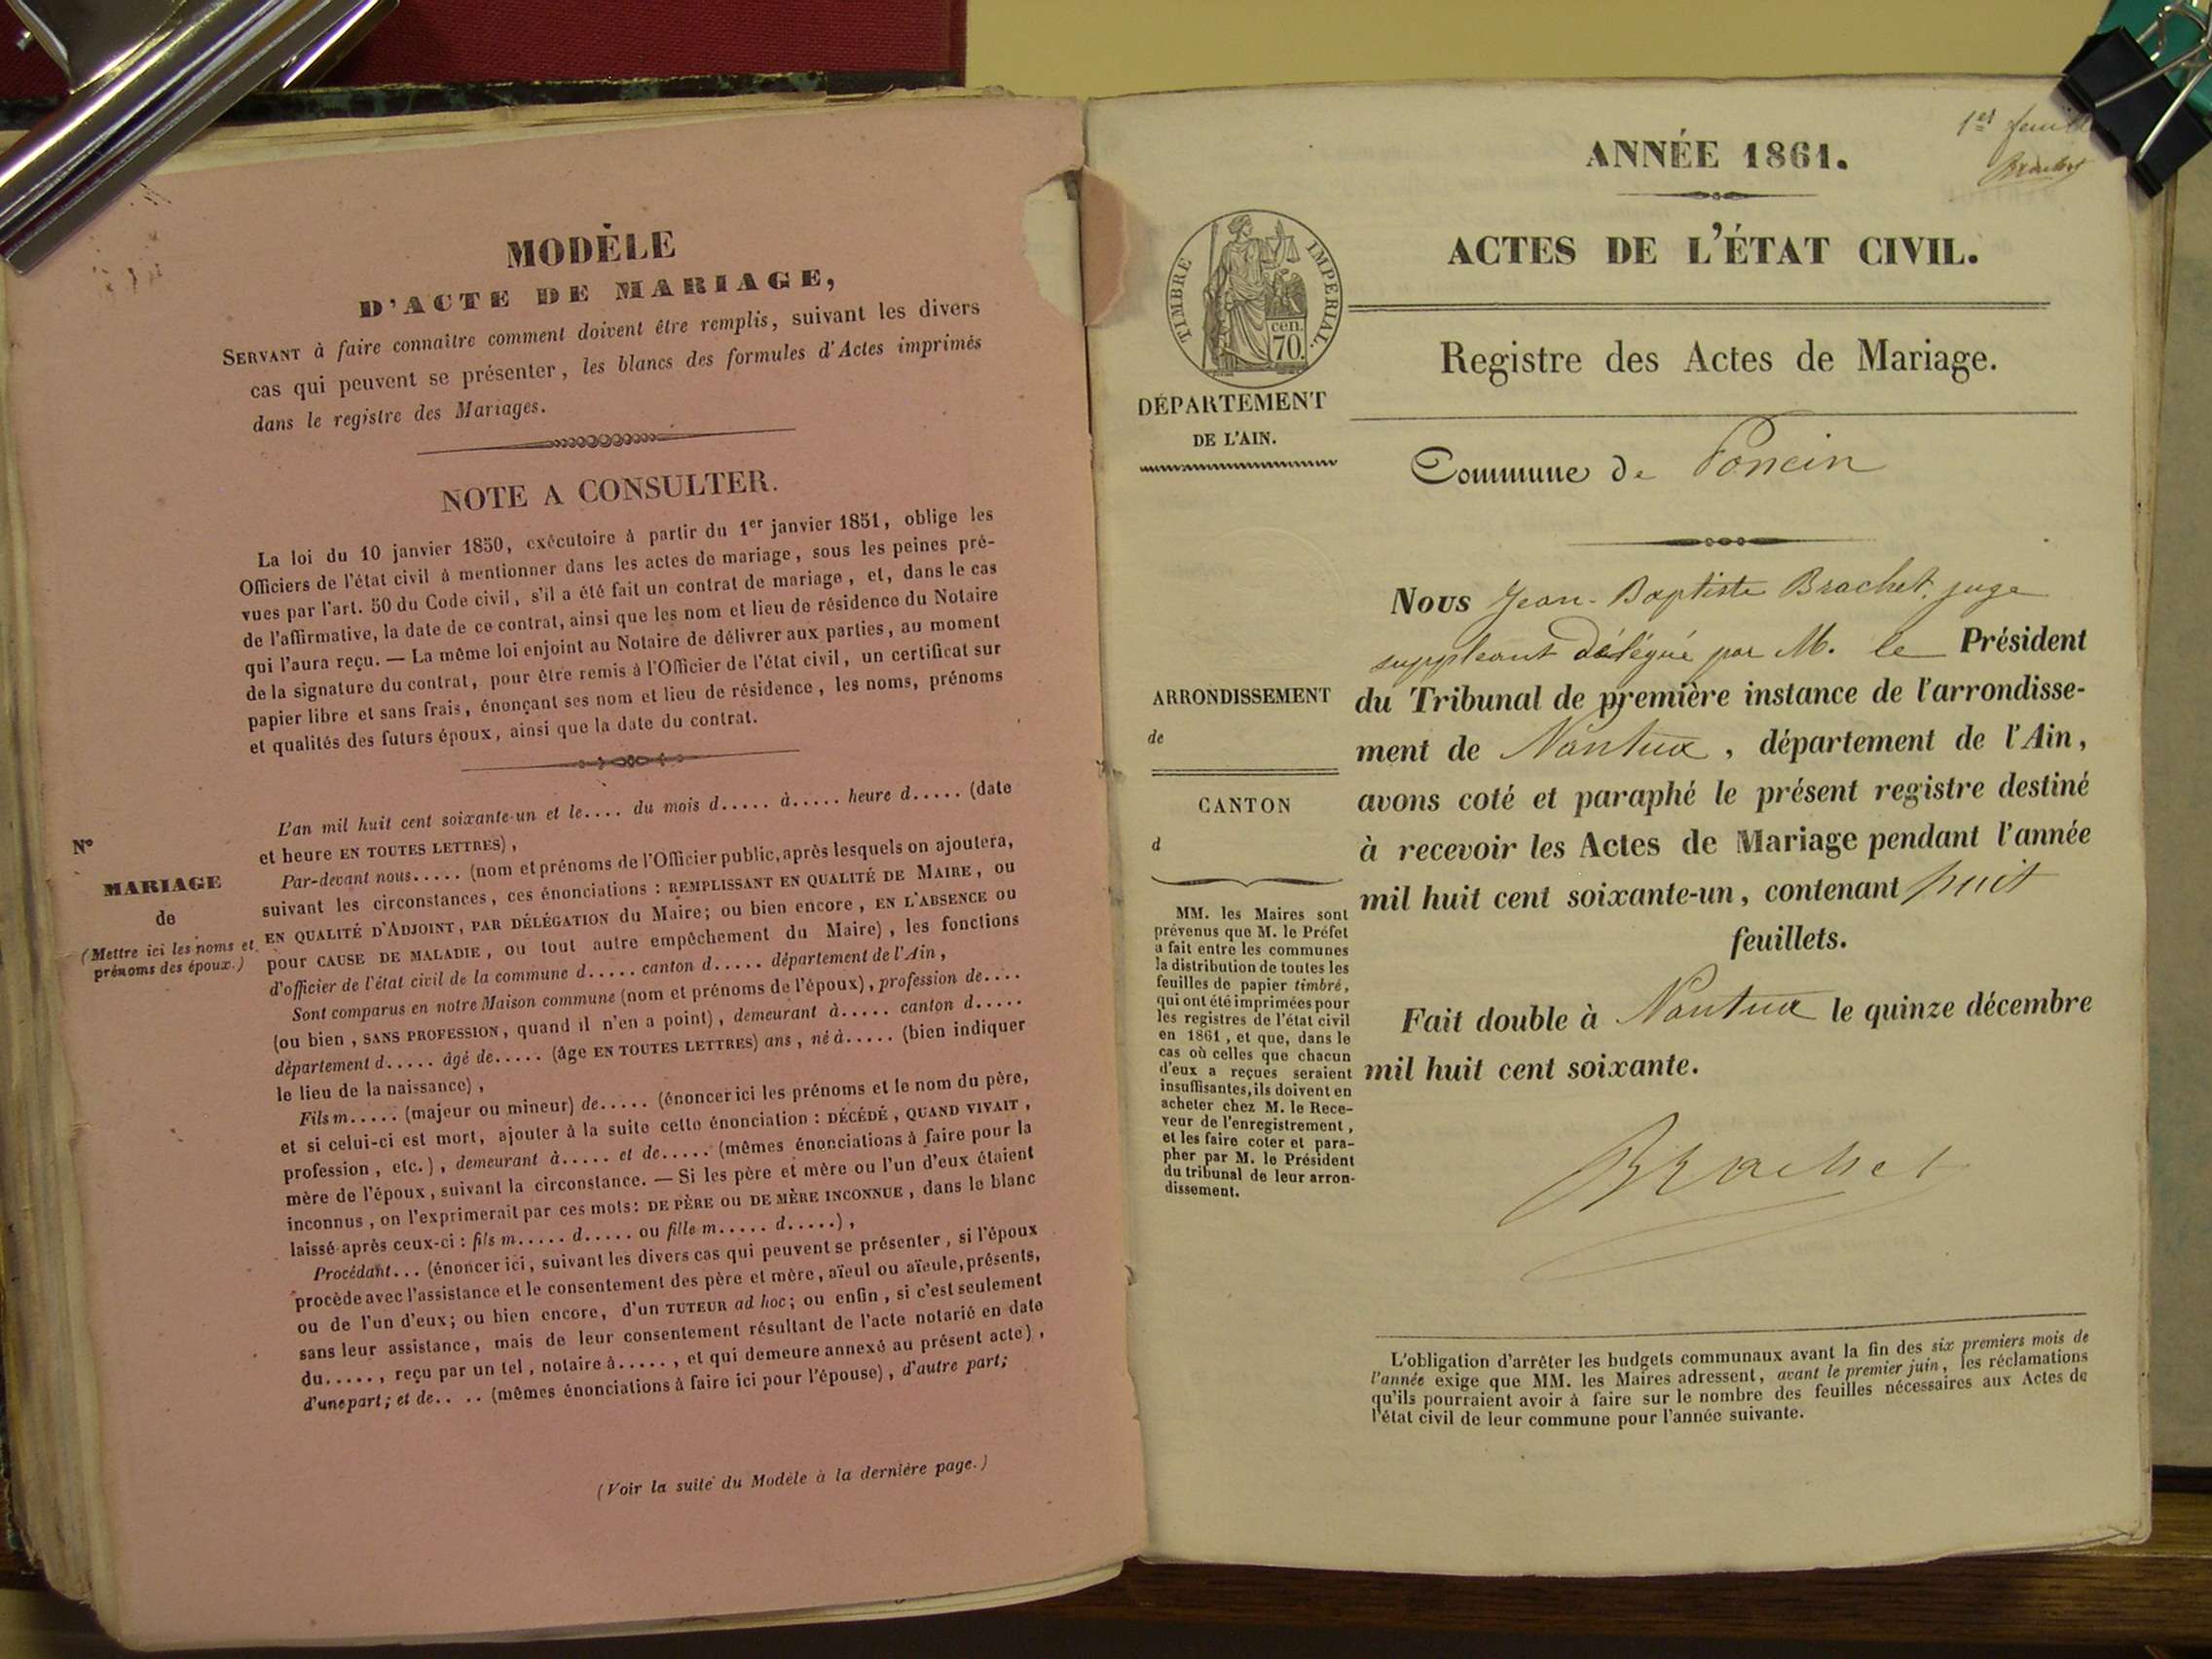 MODÈLE
D'ACTE DE MARIAGE,
SERVANT à faire connaître comment doivent être remplis, suivant les divers
cas qui peuvent se présenter, les blancs des formules d'Actes imprimés
dans le registre des Mariages.
NOTE A CONSULTER.
La loi du 10 janvier 1850, exécutoire à partir du 1er janvier 1851, oblige les
Officiers de l'état civil à mentionner dans les actes de mariage, sous les peines pré-
vues par l'art. 50 du Code civil, s'il a été fait un contrat de mariage, et, dans le cas
de l'affirmative, la date de ce contrat, ainsi que les nom et lieu de résidence du Notaire
qui l'aura reçu. — La même loi enjoint au Notaire de délivrer aux parties, au moment
de la signature du contrat, pour être remis à l'Officier de l'état civil, un certificat sur
papier libre et sans frais, énonçant ses nom et lieu de résidence, les noms, prénoms
et qualités des futurs époux, ainsi que la date du contrat.
N°
MARIAGE
de
(Mettre ici les noms et
prénoms des époux.)
L'an mil huit cent soixante-un et le.... du mois d..... à..... heure d..... (date
et heure EN TOUTES LETTRES),
Par-devant nous..... (nom et prénoms de l'Officier public, après lesquels on ajoutera,
suivant les circonstances, ces énonciations : REMPLISSANT EN QUALITÉ DE MAIRE, ou
EN QUALITÉ D'ADJOINT, PAR DÉLÉGATION du Maire; ou bien encore, EN L'ABSENCE ou
pour CAUSE DE MALADIE, ou tout autre empêchement du Maire), les fonctions
d'officier de l'état civil de la commune d..... canton d..... département de l'Ain,
Sont comparus en notre Maison commune (nom et prénoms de l'époux), profession de....
(ou bien, SANS PROFESSION, quand il n'en a point), demeurant à..... canton d.....
département d..... âgé de..... (âge EN TOUTES LETTRES) ans, né à..... (bien indiquer
le lieu de la naissance),
Fils m..... (majeur ou mineur) de..... (énoncer ici les prénoms et le nom du père,
et si celui-ci est mort, ajouter à la suite cette énonciation : DÉCÉDÉ, QUAND VIVAIT,
profession, etc.), demeurant à..... et de..... (mêmes énonciations à faire pour la
mère de l'époux, suivant la circonstance. — Si les père et mère ou l'un d'eux étaient
inconnus, on l'exprimerait par ces mots: DE PÈRE OU DE MÈRE INCONNUE, dans le blanc
laissé après ceux-ci : fils m..... d..... ou fille m..... d.....),
Procédant... (énoncer ici, suivant les divers cas qui peuvent se présenter, si l'époux
procède avec l'assistance et le consentement des père et mère, aïeul ou aïeule, présents,
ou de l'un d'eux; ou bien encore, d'un TUTEUR ad hoc; ou enfin, si c'est seulement
sans leur assistance, mais de leur consentement résultant de l'acte notarié en date
du....., reçu par un tel, notaire à....., et qui demeure annexé au présent acte),
d'une part; et de.. .. (mêmes énonciations à faire ici pour l'épouse), d'autre part;
(Voir la suite du Modèle à la dernière page.)
1er
Brachet
ANNÉE 1861.
TIMBRE IMPERIAL.
cen.
70.
ACTES DE L'ÉTAT CIVIL.
Registre des Actes de Mariage.
DÉPARTEMENT
DE L'AIN.
Commune de Poncin
Nous Jean-Baptiste Brachet, juge
suppléant délégué par M. le Président
du Tribunal de première instance de l'arrondisse-
ment de Nantua, département de l'Ain,
avons coté et paraphé le présent registre destiné
à recevoir les Actes de Mariage pendant l'année
mil huit cent soixante-un, contenant huit
feuillets.
Fait double à Nantua le quinze décembre
mil huit cent soixante.
Brachet
ARRONDISSEMENT
de
CANTON
d
MM. les Maires sont
prévenus que M. le Préfet
a fait entre les communes
la distribution de toutes les
feuilles de papier timbré,
qui ont été imprimées pour
les registres de l'état civil
en 1861, et que, dans le
cas où celles que chacun
d'eux a reçues seraient
insuffisantes, ils doivent en
acheter chez M. le Rece-
veur de l'enregistrement,
et les faire coter et para-
pher par M. le Président
du tribunal de leur arron-
dissement.
L'obligation d'arrêter les budgets communaux avant la fin des six premiers mois de
l'année exige que MM. les Maires adressent, avant le premier juin, les réclamations
qu'ils pourraient avoir à faire sur le nombre des feuilles nécessaires aux Actes de
l'état civil de leur commune pour l'année suivante.